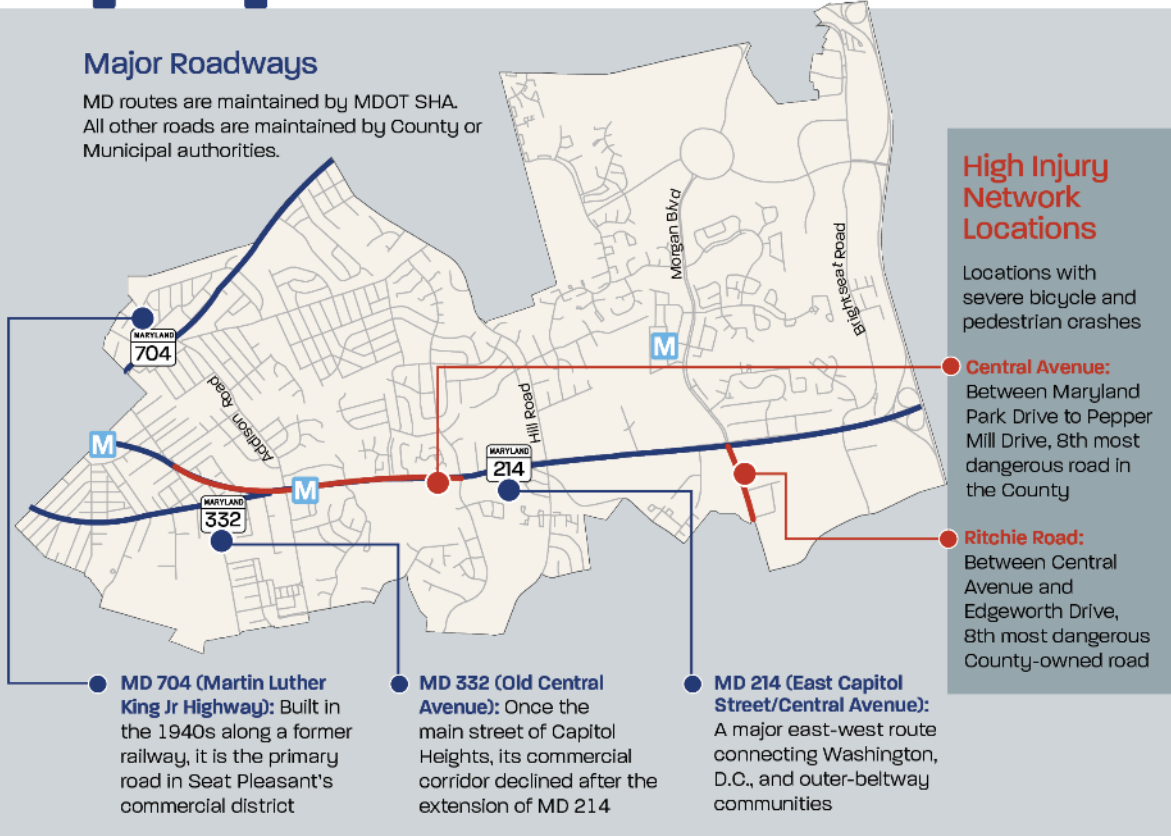 Major Roadways
MD routes are maintained by MDOT SHA.
All other roads are maintained by County or
Municipal authorities.
Morgan Blvd
Brightseat Road
MARYLAND
704
Addison Road
Hill Road
M
M
M
MARYLAND
214
MARYLAND
332
High Injury
Network
Locations
Locations with
severe bicycle and
pedestrian crashes
Central Avenue:
Between Maryland
Park Drive to Pepper
Mill Drive, 8th most
dangerous road in
the County
Ritchie Road:
Between Central
Avenue and
Edgeworth Drive,
8th most dangerous
County-owned road
MD 704 (Martin Luther
King Jr Highway): Built in
the 1940s along a former
railway, it is the primary
road in Seat Pleasant's
commercial district
MD 332 (Old Central
Avenue): Once the
main street of Capitol
Heights, its commercial
corridor declined after the
extension of MD 214
MD 214 (East Capitol
Street/Central Avenue):
A major east-west route
connecting Washington,
D.C., and outer-beltway
communities